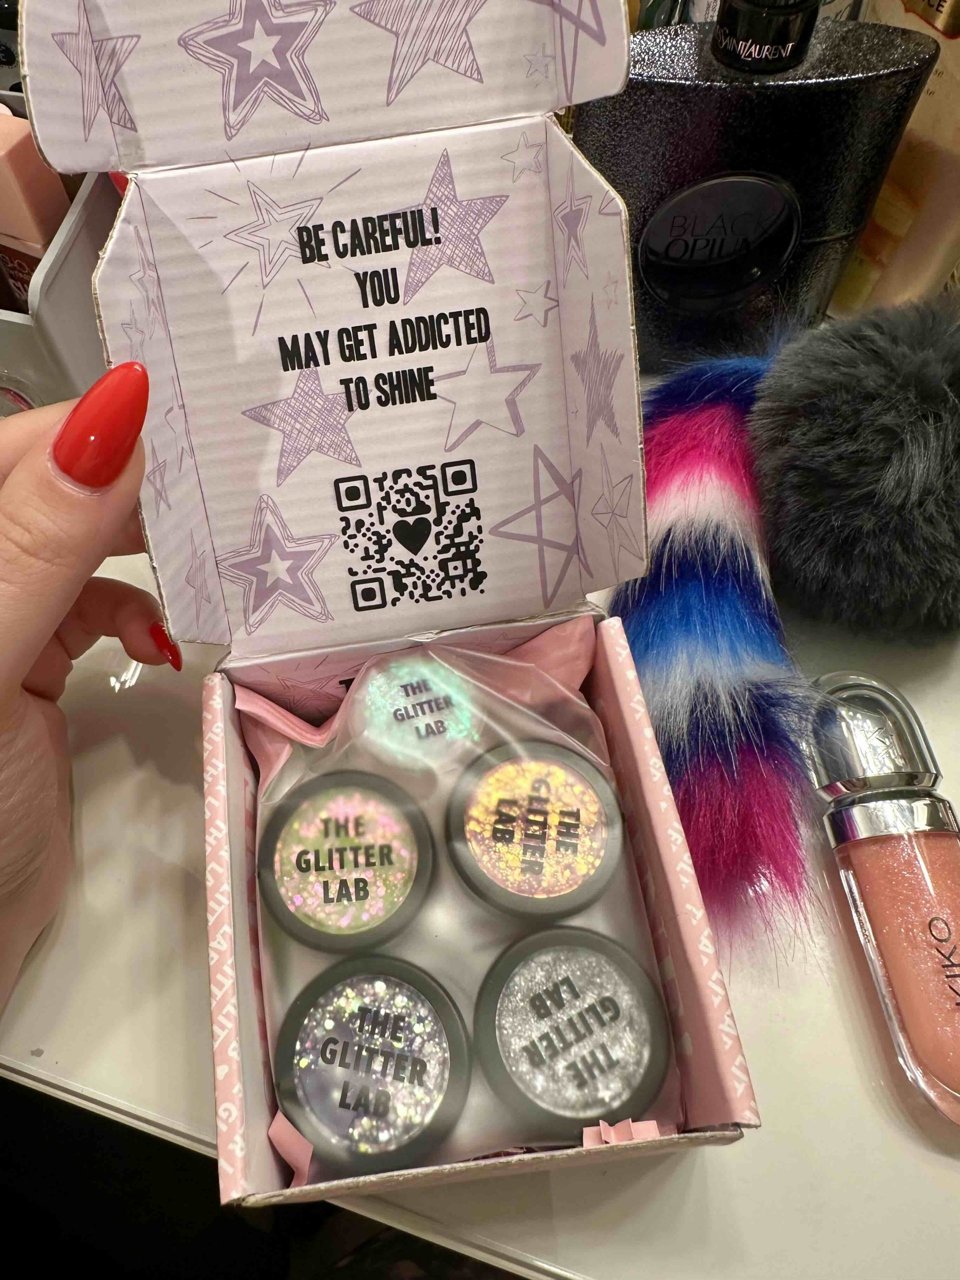 SAINT LAURENT
BLACK
OPIUM
BE CAREFUL!
YOU
MAY GET ADDICTED
TO SHINE
THE
GLITTER
LAB
THE
GLITTER
LAB
THE
GLITTER
LAB
THE
GLITTER
LAB
THE
GLITTER
LAB
KIKO